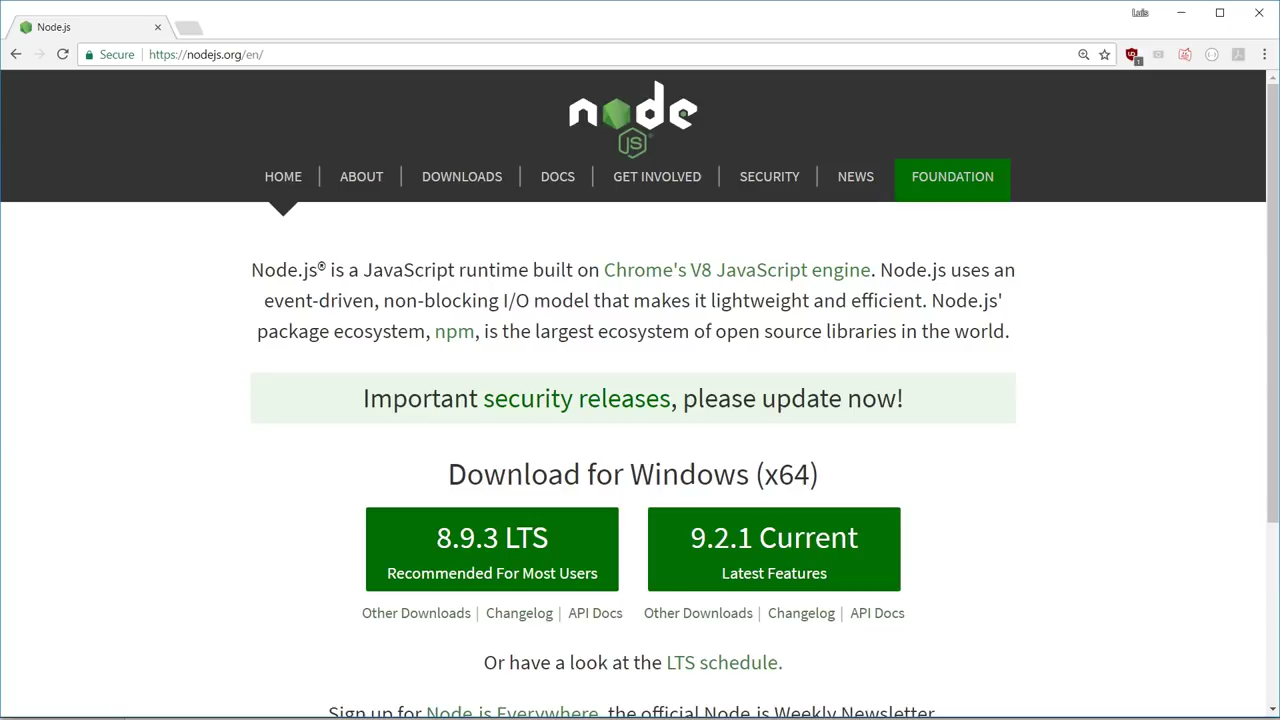 Node.js
Luis
Secure
https://nodejs.org/en/
node
JS
HOME
ABOUT
DOWNLOADS
DOCS
GET INVOLVED
SECURITY
NEWS
FOUNDATION
Node.js® is a JavaScript runtime built on Chrome's V8 JavaScript engine. Node.js uses an
event-driven, non-blocking I/O model that makes it lightweight and efficient. Node.js'
package ecosystem, npm, is the largest ecosystem of open source libraries in the world.
Important security releases, please update now!
Download for Windows (x64)
8.9.3 LTS
Recommended For Most Users
9.2.1 Current
Latest Features
Other Downloads | Changelog | API Docs
Other Downloads | Changelog | API Docs
Or have a look at the LTS schedule.
Sign up for Node.js Everywhere, the official Node.js Weekly Newsletter.